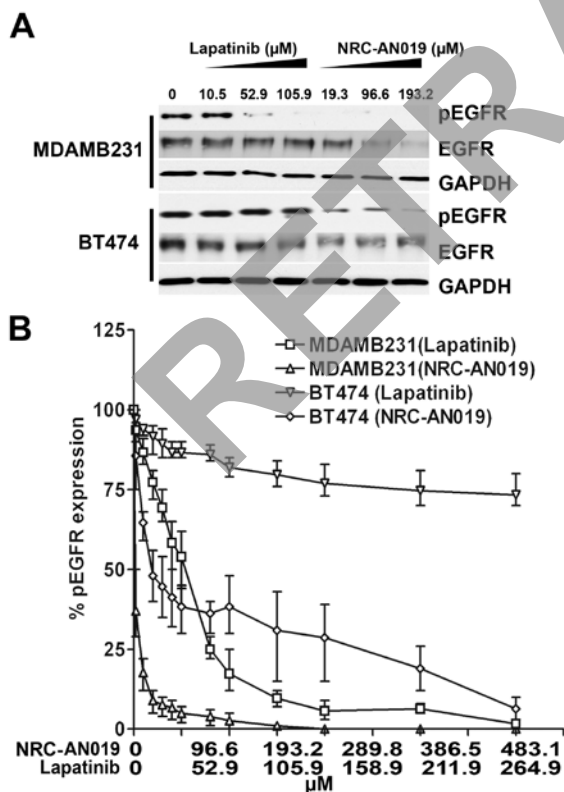 A
Lapatinib (µM) NRC-AN019 (µM)
0 10.5 52.9 105.9 19.3 96.6 193.2
pEGFR
MDAMB231 EGFR
GAPDH
pEGFR
BT474 EGFR
GAPDH
RETR
B
125
MDAMB231(Lapatinib)
MDAMB231(NRC-AN019)
BT474 (Lapatinib)
BT474 (NRC-AN019)
100
75
50
25
0
% pEGFR expression
NRC-AN019 0 96.6 193.2 289.8 386.5 483.1
Lapatinib 0 52.9 105.9 158.9 211.9 264.9
µM